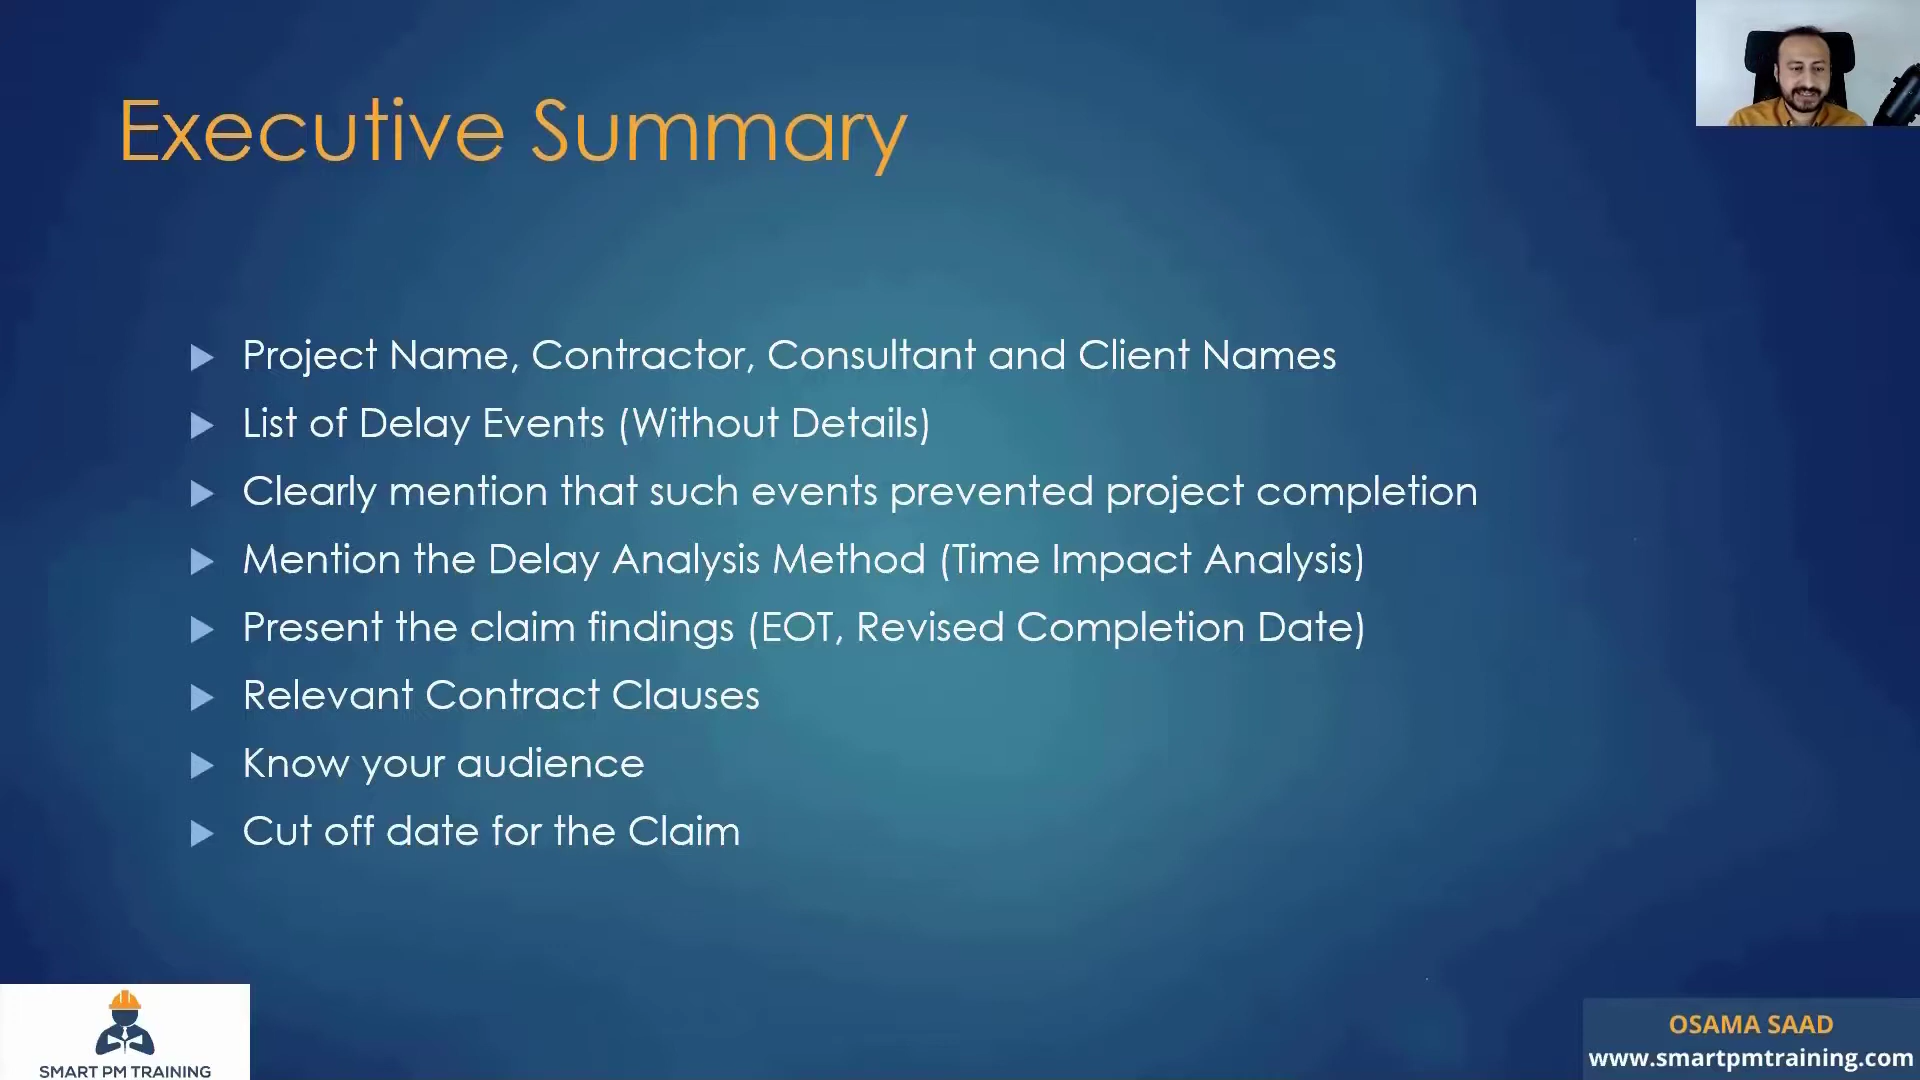 Executive Summary
Project Name, Contractor, Consultant and Client Names
List of Delay Events (Without Details)
Clearly mention that such events prevented project completion
Mention the Delay Analysis Method (Time Impact Analysis)
Present the claim findings (EOT, Revised Completion Date)
Relevant Contract Clauses
Know your audience
Cut off date for the Claim
SMART PM TRAINING
OSAMA SAAD
www.smartpmtraining.com